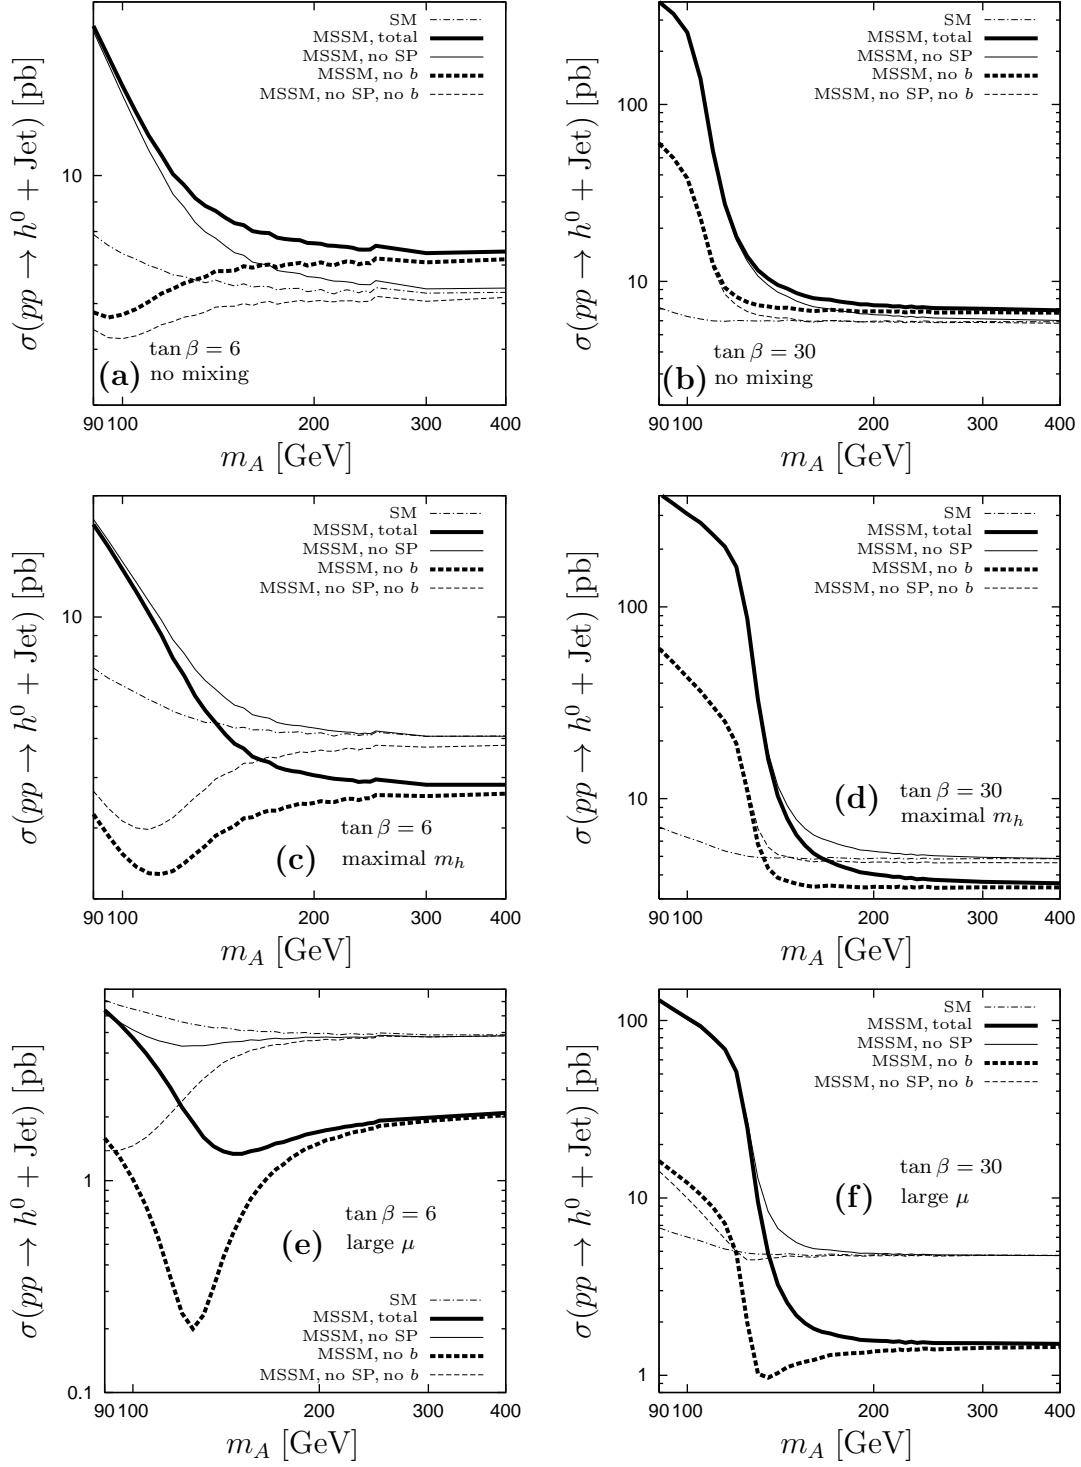 SM
MSSM, total
MSSM, no SP
MSSM, no b
MSSM, no SP, no b
σ(pp → h⁰ + Jet) [pb]
10
tan β = 6
(a) no mixing
90 100 200 300 400
m_A [GeV]
SM
MSSM, total
MSSM, no SP
MSSM, no b
MSSM, no SP, no b
σ(pp → h⁰ + Jet) [pb]
100
10
tan β = 30
(b) no mixing
90 100 200 300 400
m_A [GeV]
SM
MSSM, total
MSSM, no SP
MSSM, no b
MSSM, no SP, no b
σ(pp → h⁰ + Jet) [pb]
10
tan β = 6
(c) maximal m_h
90 100 200 300 400
m_A [GeV]
SM
MSSM, total
MSSM, no SP
MSSM, no b
MSSM, no SP, no b
σ(pp → h⁰ + Jet) [pb]
100
10
tan β = 30
(d) maximal m_h
90 100 200 300 400
m_A [GeV]
σ(pp → h⁰ + Jet) [pb]
1
0.1
tan β = 6
(e) large μ
SM
MSSM, total
MSSM, no SP
MSSM, no b
MSSM, no SP, no b
90 100 200 300 400
m_A [GeV]
SM
MSSM, total
MSSM, no SP
MSSM, no b
MSSM, no SP, no b
σ(pp → h⁰ + Jet) [pb]
100
10
1
tan β = 30
(f) large μ
90 100 200 300 400
m_A [GeV]